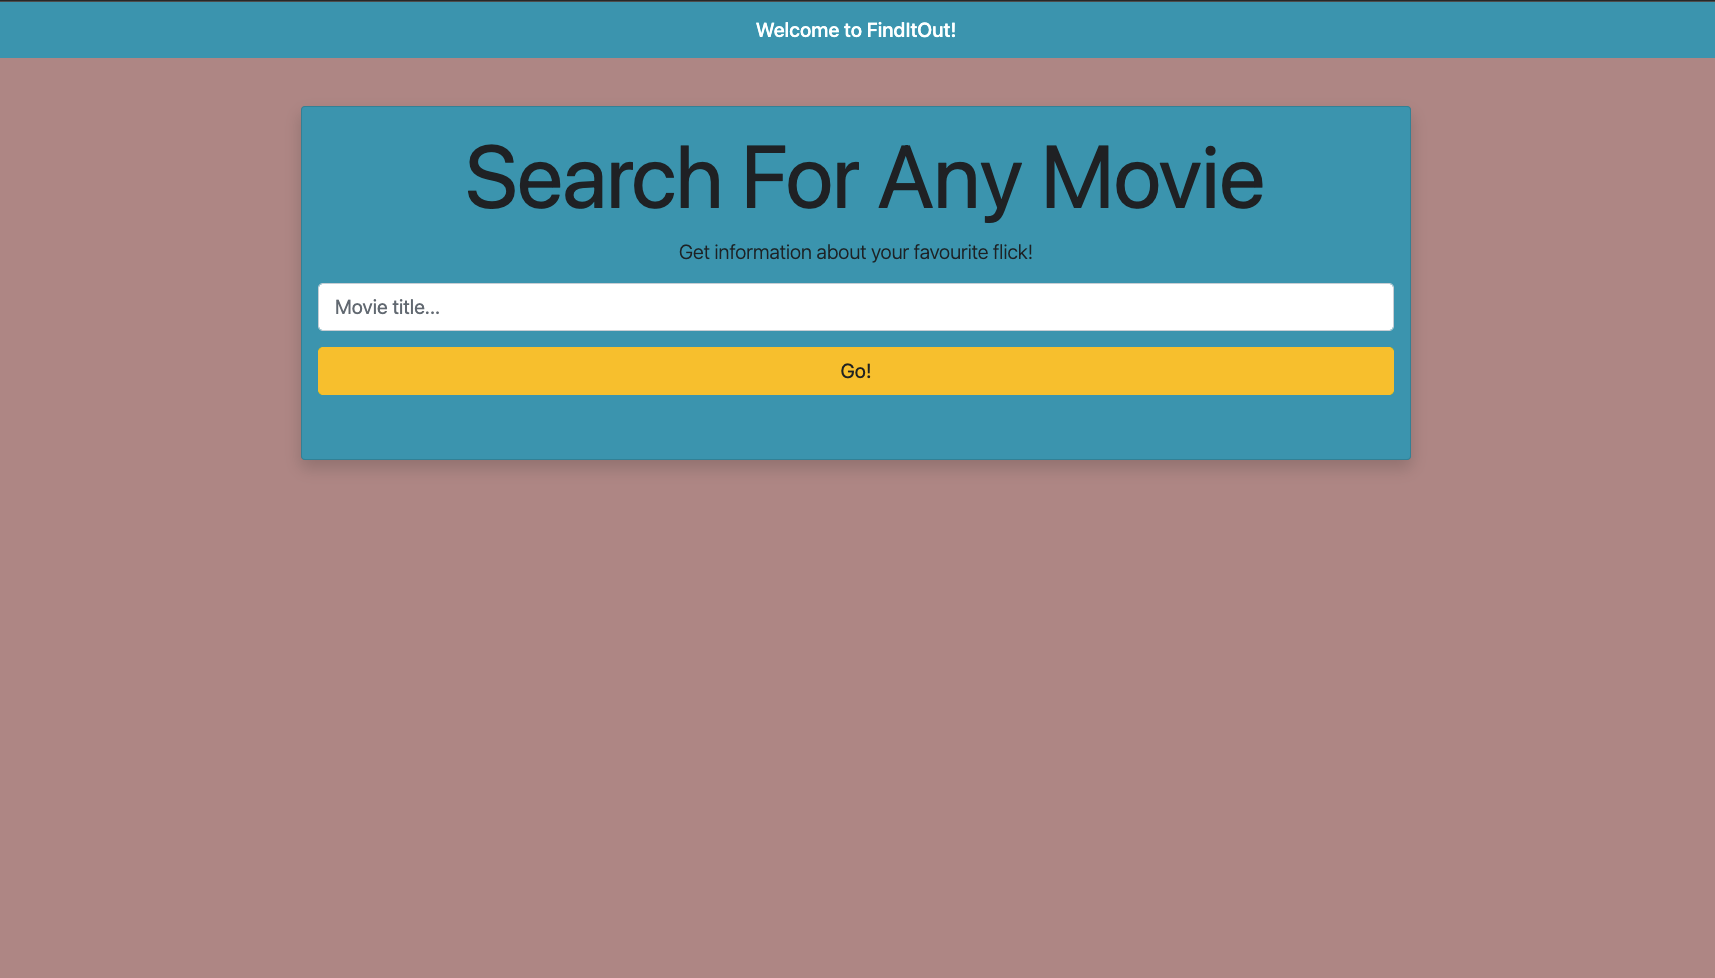 Welcome to FindItOut!
Search For Any Movie
Get information about your favourite flick!
Movie title...
Go!